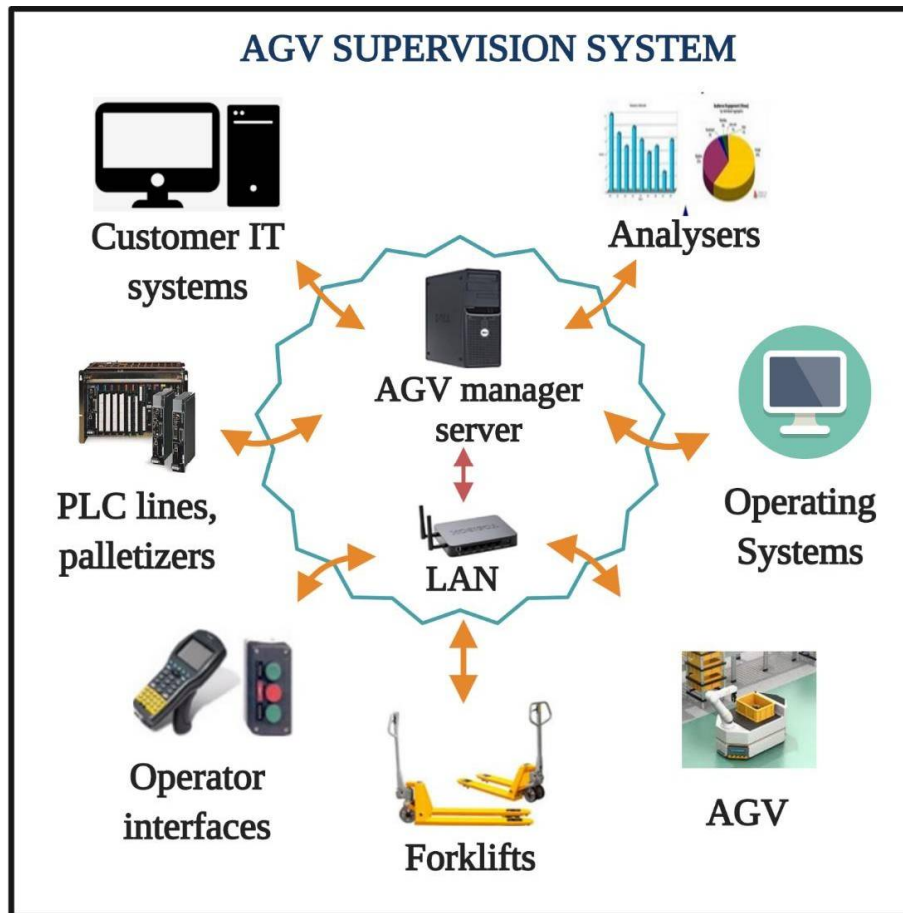 AGV SUPERVISION SYSTEM
Customer IT
systems
Analysers
AGV manager
server
PLC lines,
palletizers
Operating
Systems
LAN
Operator
interfaces
Forklifts
AGV